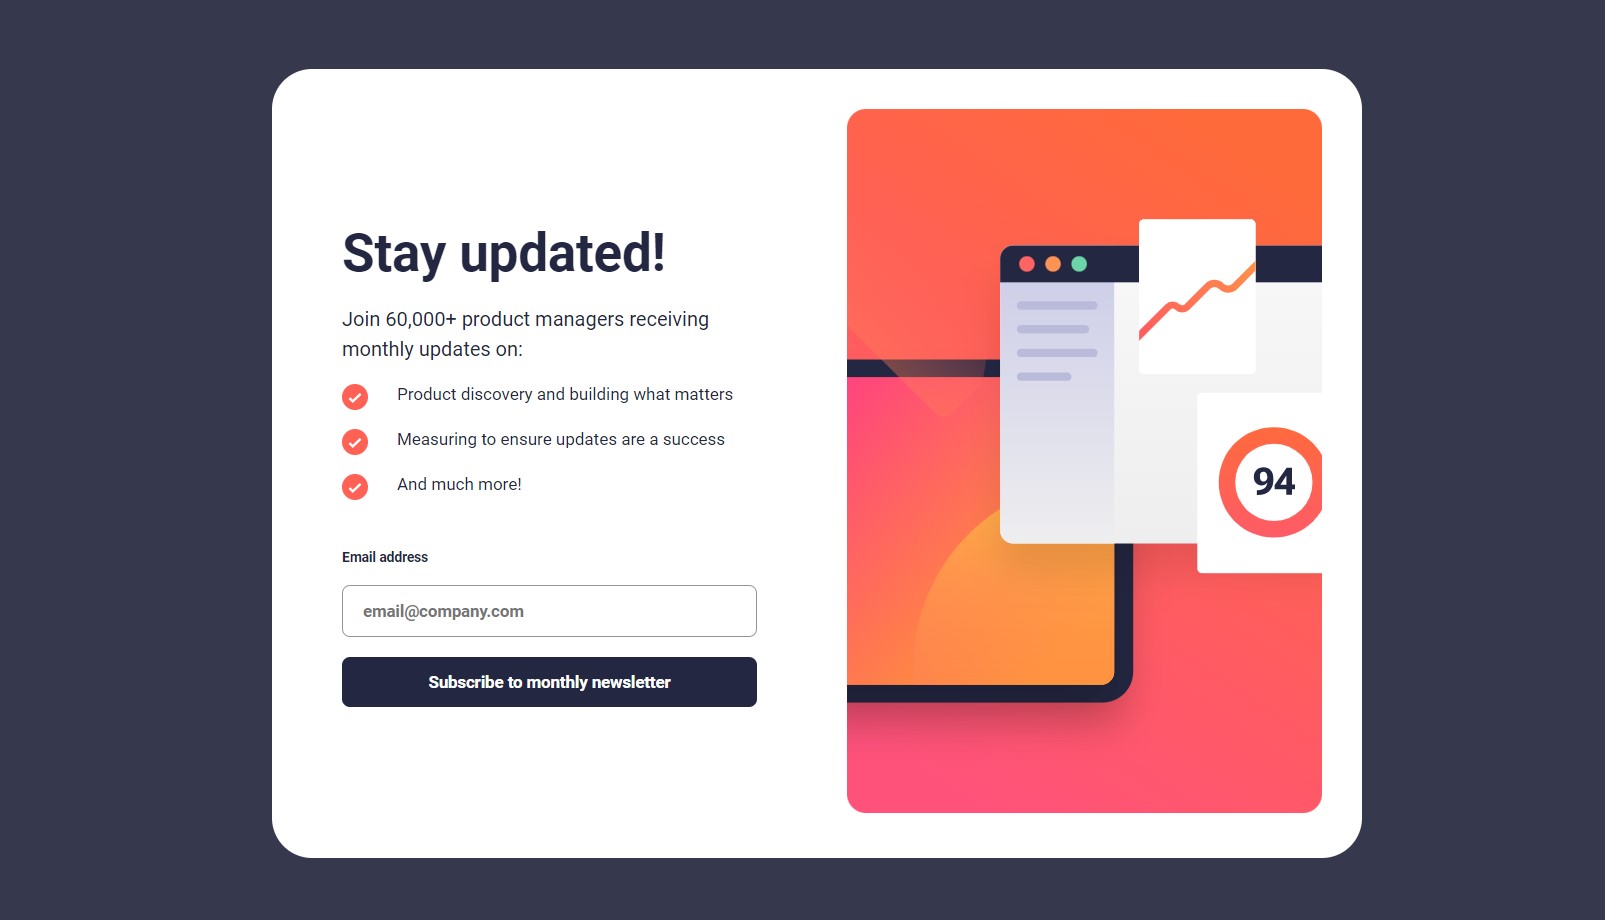 Stay updated!
Join 60,000+ product managers receiving
monthly updates on:
Product discovery and building what matters
Measuring to ensure updates are a success
And much more!
Email address
email@company.com
Subscribe to monthly newsletter
94